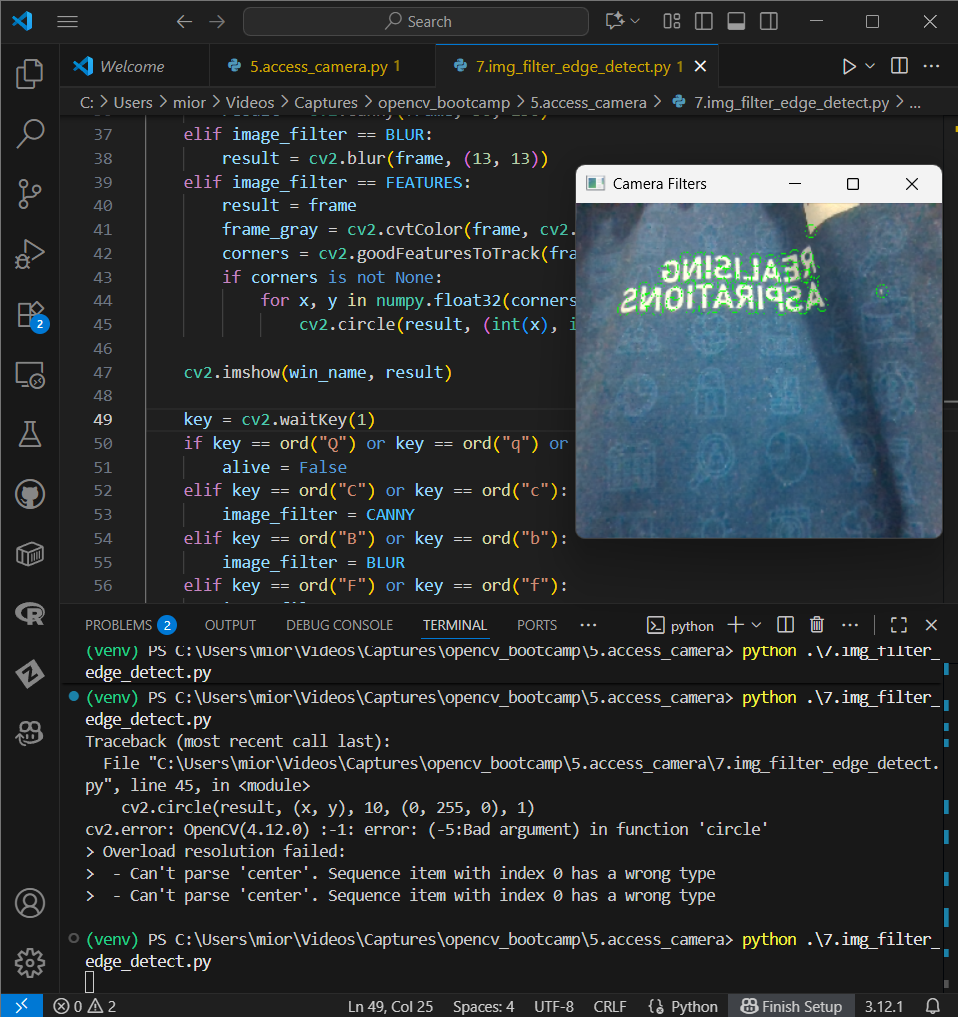 Search
Welcome
5.access_camera.py 1
7.img_filter_edge_detect.py 1
C: > Users > mior > Videos > Captures > opencv_bootcamp > 5.access_camera > 7.img_filter_edge_detect.py > ...
37 elif image_filter == BLUR:
38 result = cv2.blur(frame, (13, 13))
39 elif image_filter == FEATURES:
40 result = frame
41 frame_gray = cv2.cvtColor(frame, cv2.
42 corners = cv2.goodFeaturesToTrack(fra
43 if corners is not None:
44 for x, y in numpy.float32(corners
45 cv2.circle(result, (int(x), i
46
47 cv2.imshow(win_name, result)
48
49 key = cv2.waitKey(1)
50 if key == ord("Q") or key == ord("q") or
51 alive = False
52 elif key == ord("C") or key == ord("c"):
53 image_filter = CANNY
54 elif key == ord("B") or key == ord("b"):
55 image_filter = BLUR
56 elif key == ord("F") or key == ord("f"):
Camera Filters
REALISING
ASPIRATIONS
2
PROBLEMS 2 OUTPUT DEBUG CONSOLE TERMINAL PORTS ... python
(venv) PS C:\Users\mior\Videos\Captures\opencv_bootcamp\5.access_camera> python .\7.img_filter_
edge_detect.py
(venv) PS C:\Users\mior\Videos\Captures\opencv_bootcamp\5.access_camera> python .\7.img_filter_
edge_detect.py
Traceback (most recent call last):
File "C:\Users\mior\Videos\Captures\opencv_bootcamp\5.access_camera\7.img_filter_edge_detect.
py", line 45, in <module>
cv2.circle(result, (x, y), 10, (0, 255, 0), 1)
cv2.error: OpenCV(4.12.0) :-1: error: (-5:Bad argument) in function 'circle'
> Overload resolution failed:
>  - Can't parse 'center'. Sequence item with index 0 has a wrong type
>  - Can't parse 'center'. Sequence item with index 0 has a wrong type
(venv) PS C:\Users\mior\Videos\Captures\opencv_bootcamp\5.access_camera> python .\7.img_filter_
edge_detect.py
0 2 Ln 49, Col 25 Spaces: 4 UTF-8 CRLF {} Python Finish Setup 3.12.1